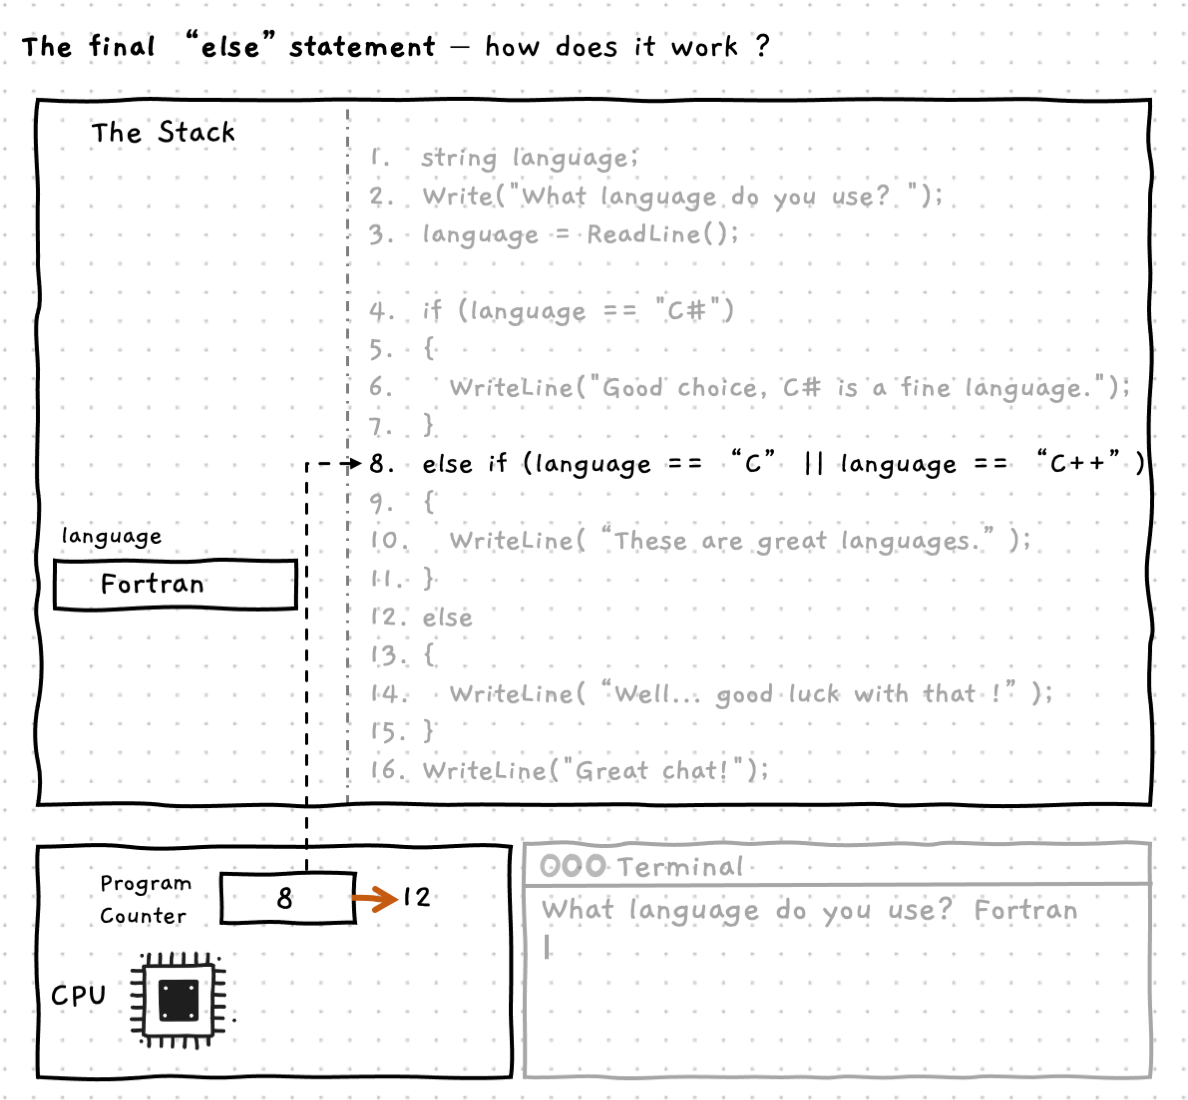 The final “else” statement – how does it work ?
The Stack
1. string language;
2. Write("What language do you use? ");
3. language = ReadLine();
4. if (language == "C#")
5. {
6. WriteLine("Good choice, C# is a fine language.");
7. }
8. else if (language == “C” || language == “C++” )
9. {
10. WriteLine( “These are great languages.” );
11. }
12. else
13. {
14. WriteLine( “Well... good luck with that !” );
15. }
16. WriteLine("Great chat!");
language
Fortran
Program
Counter
8
12
CPU
Terminal
What language do you use? Fortran
|